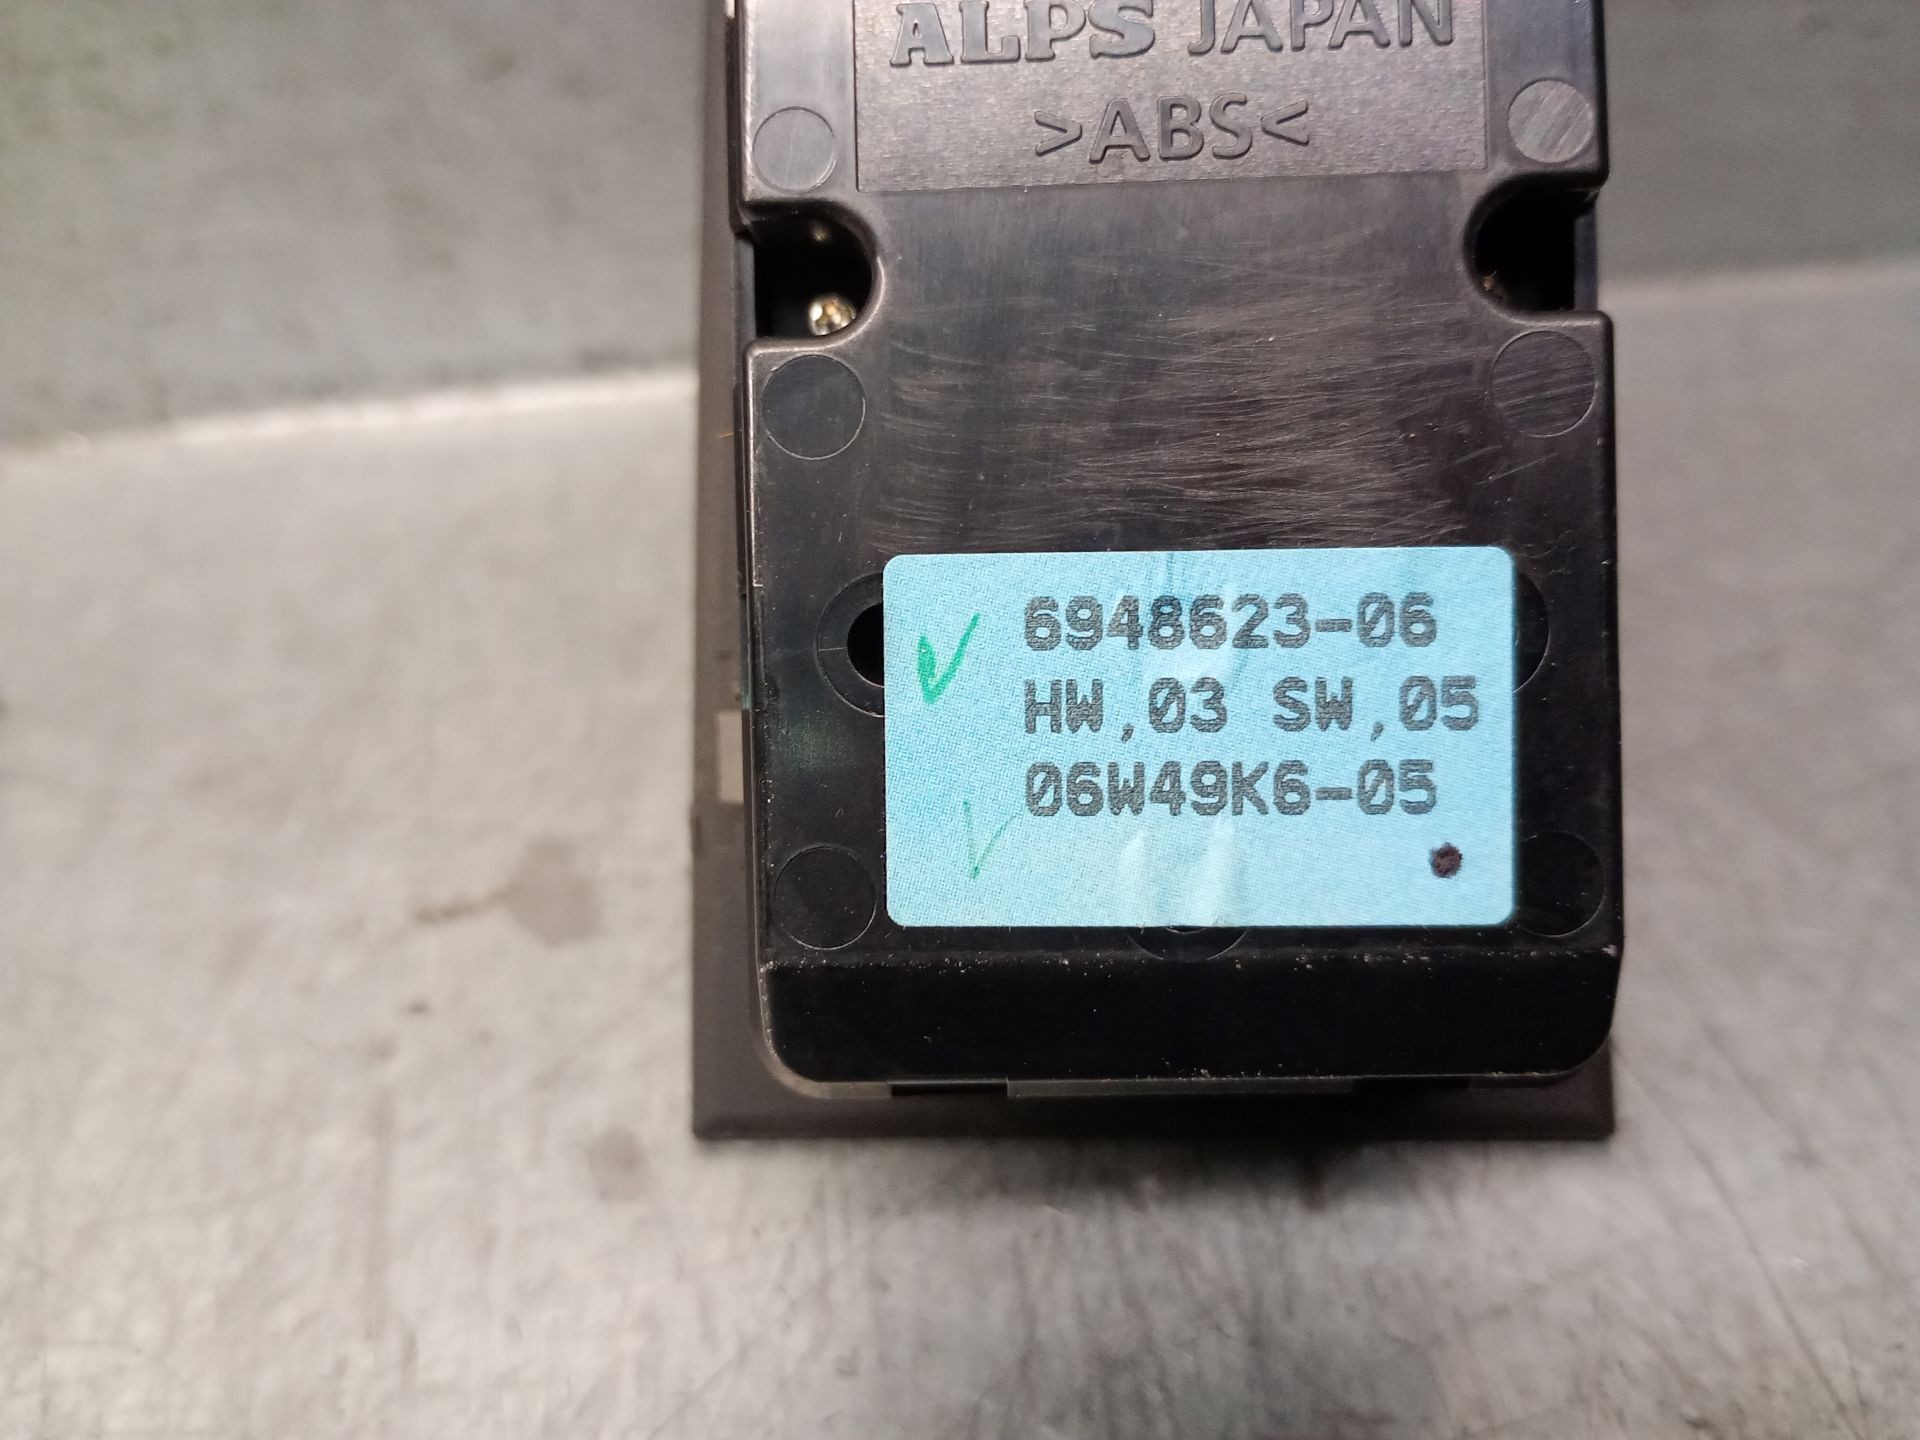 ALPS JAPAN
>ABS<
6948623-06
HW,03 SW,05
06W49K6-05